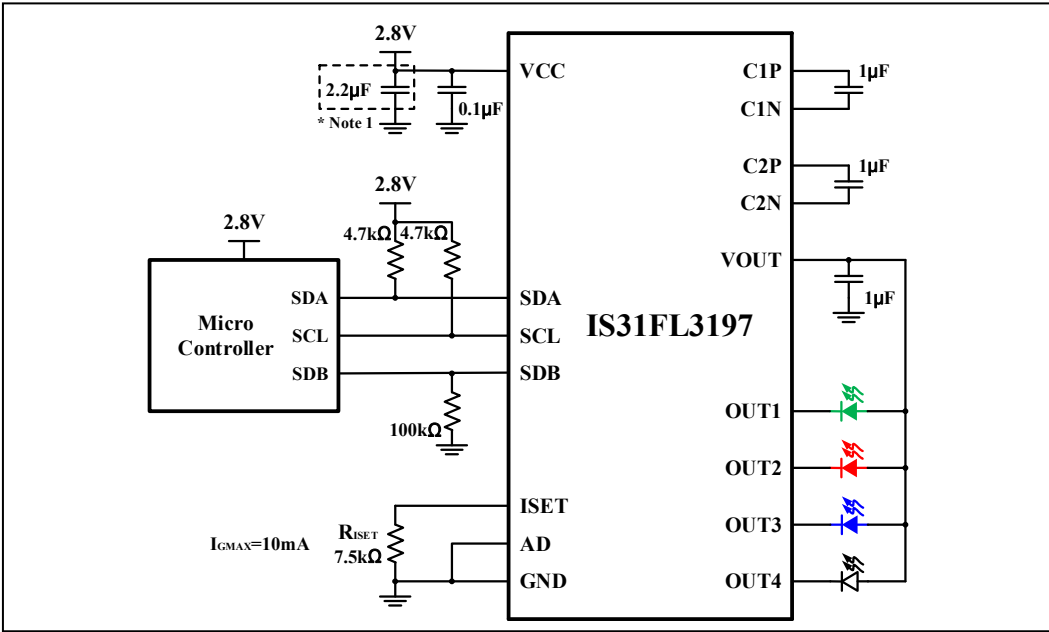 2.8V
VCC
2.2µF
0.1µF
* Note 1
C1P
1µF
C1N
C2P
1µF
C2N
2.8V
4.7kΩ 4.7kΩ
2.8V
VOUT
1µF
Micro
Controller
SDA
SCL
SDB
SDA
SCL
SDB
IS31FL3197
100kΩ
OUT1
OUT2
OUT3
OUT4
IGMAX=10mA
RISET
7.5kΩ
ISET
AD
GND